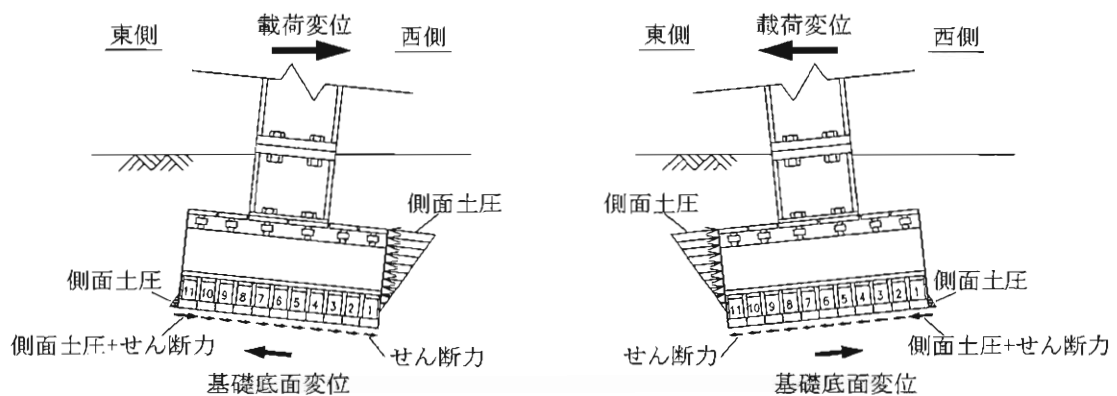 載荷変位
東側
西側
側面土圧
側面土圧
11 10 9 8 7 6 5 4 3 2 1
側面土圧+せん断力
せん断力
基礎底面変位
載荷変位
東側
西側
側面土圧
側面土圧
11 10 9 8 7 6 5 4 3 2 1
せん断力
側面土圧+せん断力
基礎底面変位